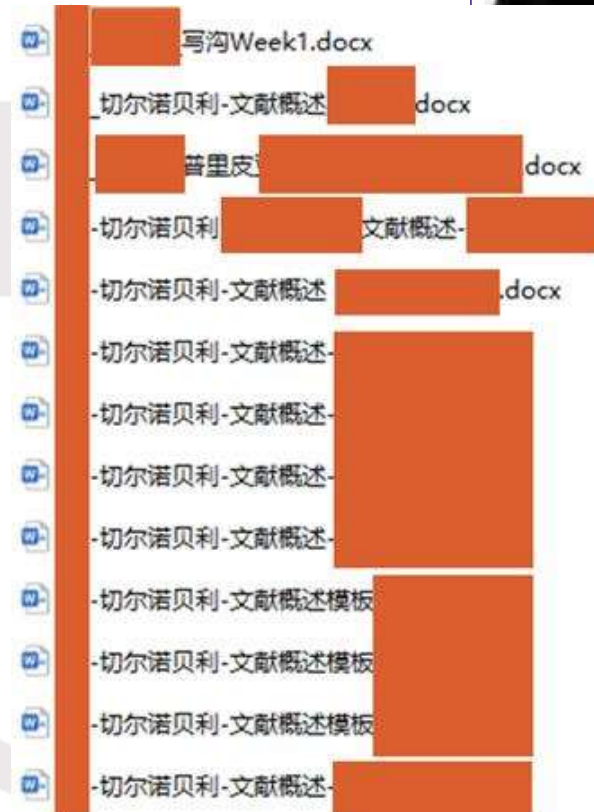 写沟Week1.docx
_切尔诺贝利-文献概述 docx
_ 普里皮 .docx
-切尔诺贝利 文献概述-
-切尔诺贝利-文献概述 .docx
-切尔诺贝利-文献概述-
-切尔诺贝利-文献概述-
-切尔诺贝利-文献概述-
-切尔诺贝利-文献概述-
-切尔诺贝利-文献概述模板
-切尔诺贝利-文献概述模板
-切尔诺贝利-文献概述模板
-切尔诺贝利-文献概述-